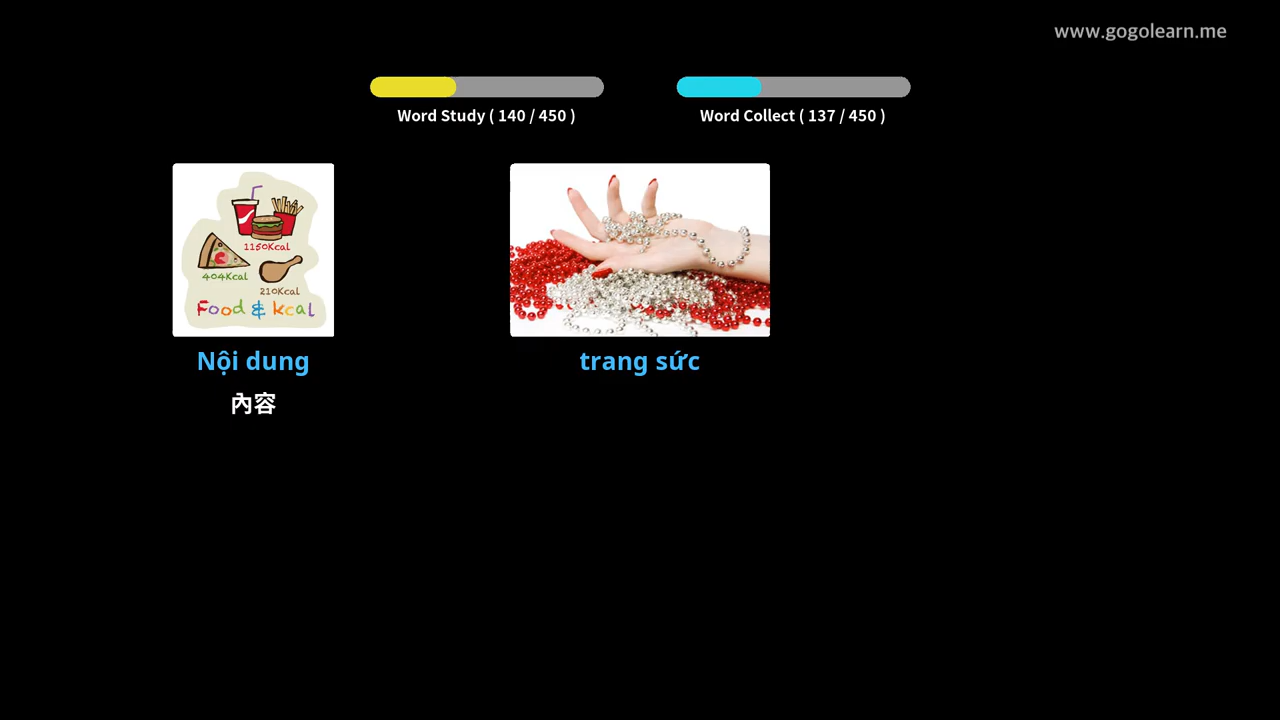 www.gogolearn.me
Word Study ( 140 / 450 )
Word Collect ( 137 / 450 )
1150Kcal
404Kcal
210Kcal
Food & kcal
Nội dung
trang sức
內容